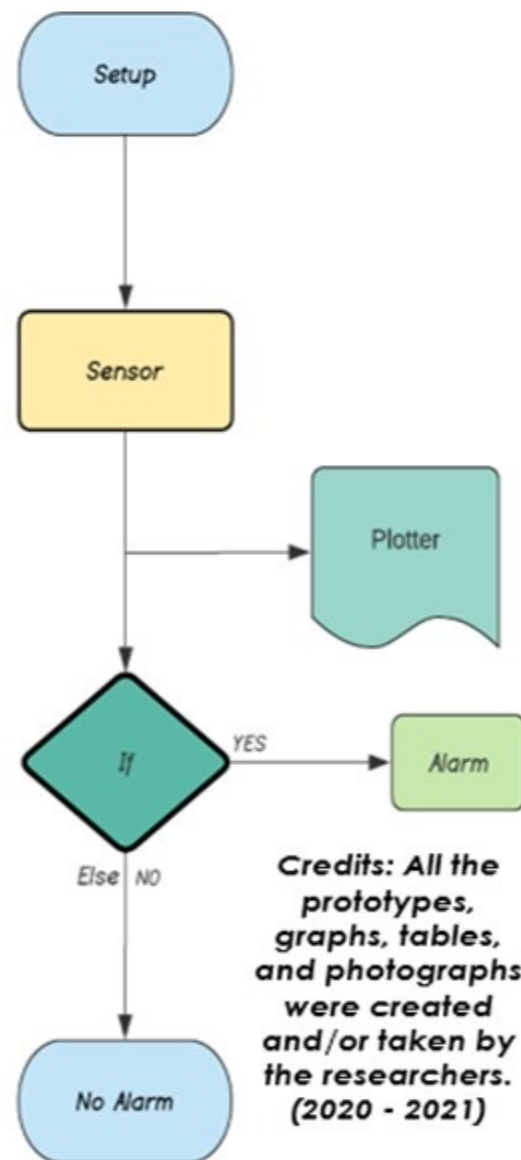 Setup
Sensor
Plotter
If
YES
Alarm
Else NO
Credits: All the
prototypes,
graphs, tables,
and photographs
were created
and/or taken by
the researchers.
(2020 - 2021)
No Alarm